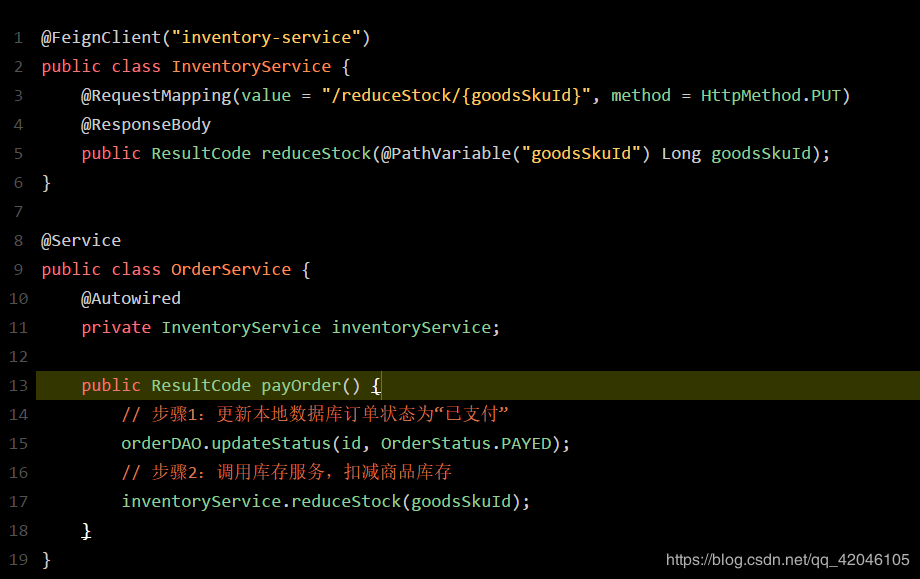 1 @FeignClient("inventory-service")
2 public class InventoryService {
3     @RequestMapping(value = "/reduceStock/{goodsSkuId}", method = HttpMethod.PUT)
4     @ResponseBody
5     public ResultCode reduceStock(@PathVariable("goodsSkuId") Long goodsSkuId);
6 }
7
8 @Service
9 public class OrderService {
10     @Autowired
11     private InventoryService inventoryService;
12
13     public ResultCode payOrder() {
14         // 步骤1：更新本地数据库订单状态为“已支付”
15         orderDAO.updateStatus(id, OrderStatus.PAYED);
16         // 步骤2：调用库存服务，扣减商品库存
17         inventoryService.reduceStock(goodsSkuId);
18     }
19 }
https://blog.csdn.net/qq_42046105